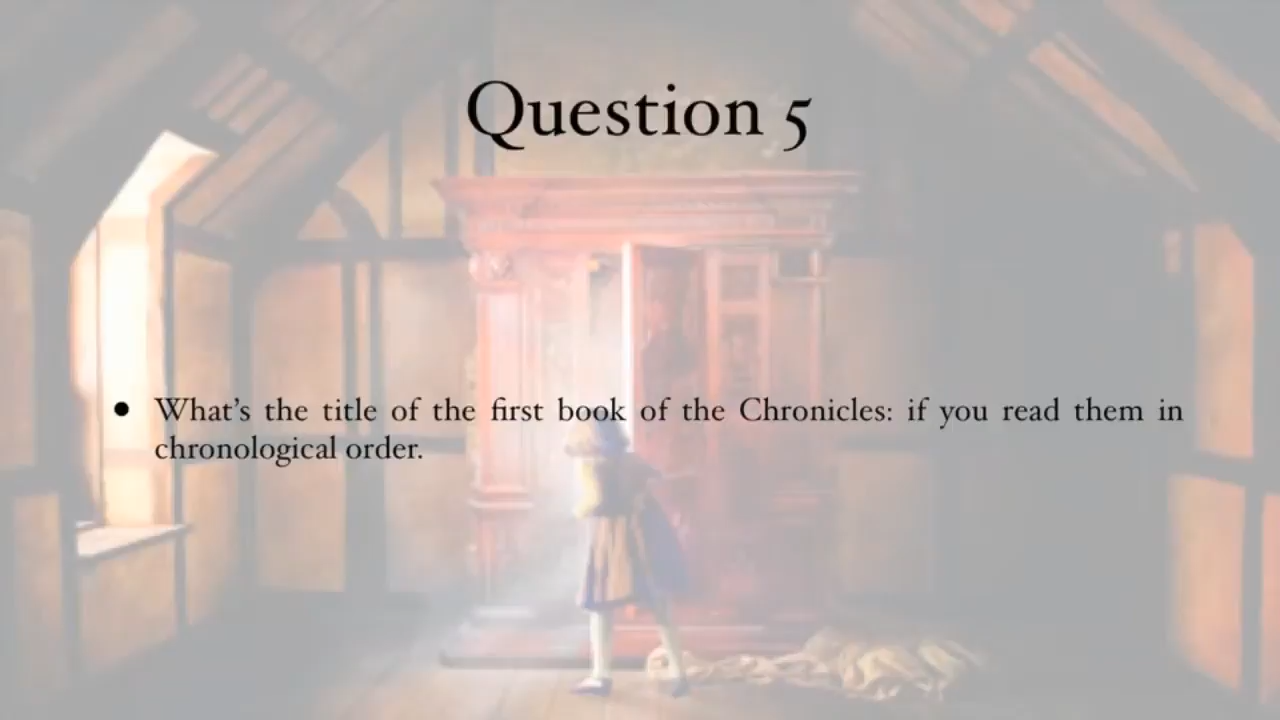 Question 5
• What's the title of the first book of the Chronicles: if you read them in
chronological order.